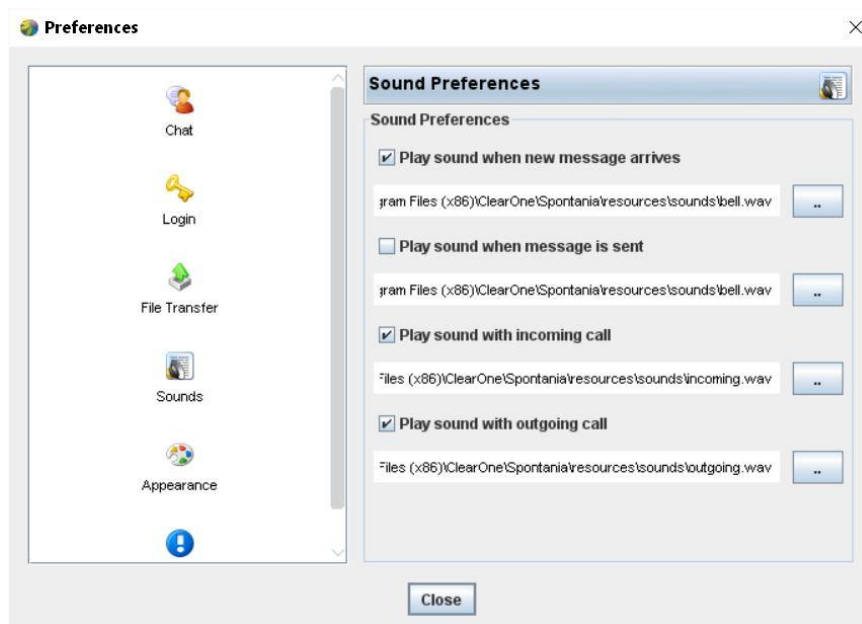 Preferences
Chat
Login
File Transfer
Sounds
Appearance
Sound Preferences
Sound Preferences
Play sound when new message arrives
gram Files (x86)\ClearOne\Spontania\resources\sounds\bell.wav
..
Play sound when message is sent
gram Files (x86)\ClearOne\Spontania\resources\sounds\bell.wav
..
Play sound with incoming call
Files (x86)\ClearOne\Spontania\resources\sounds\incoming.wav
..
Play sound with outgoing call
Files (x86)\ClearOne\Spontania\resources\sounds\outgoing.wav
..
Close